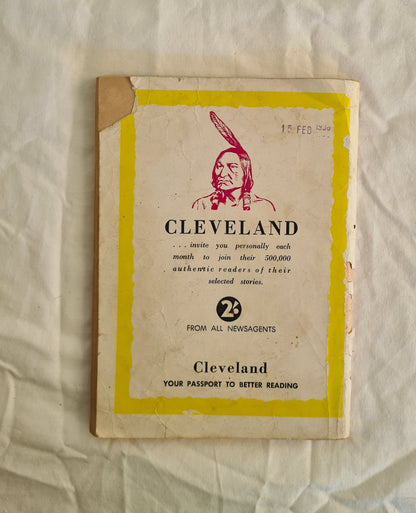 15 FEB 1956
CLEVELAND
... invite you personally each
month to join their 500,000
authentic readers of their
selected stories.
2/-
FROM ALL NEWSAGENTS
Cleveland
YOUR PASSPORT TO BETTER READING